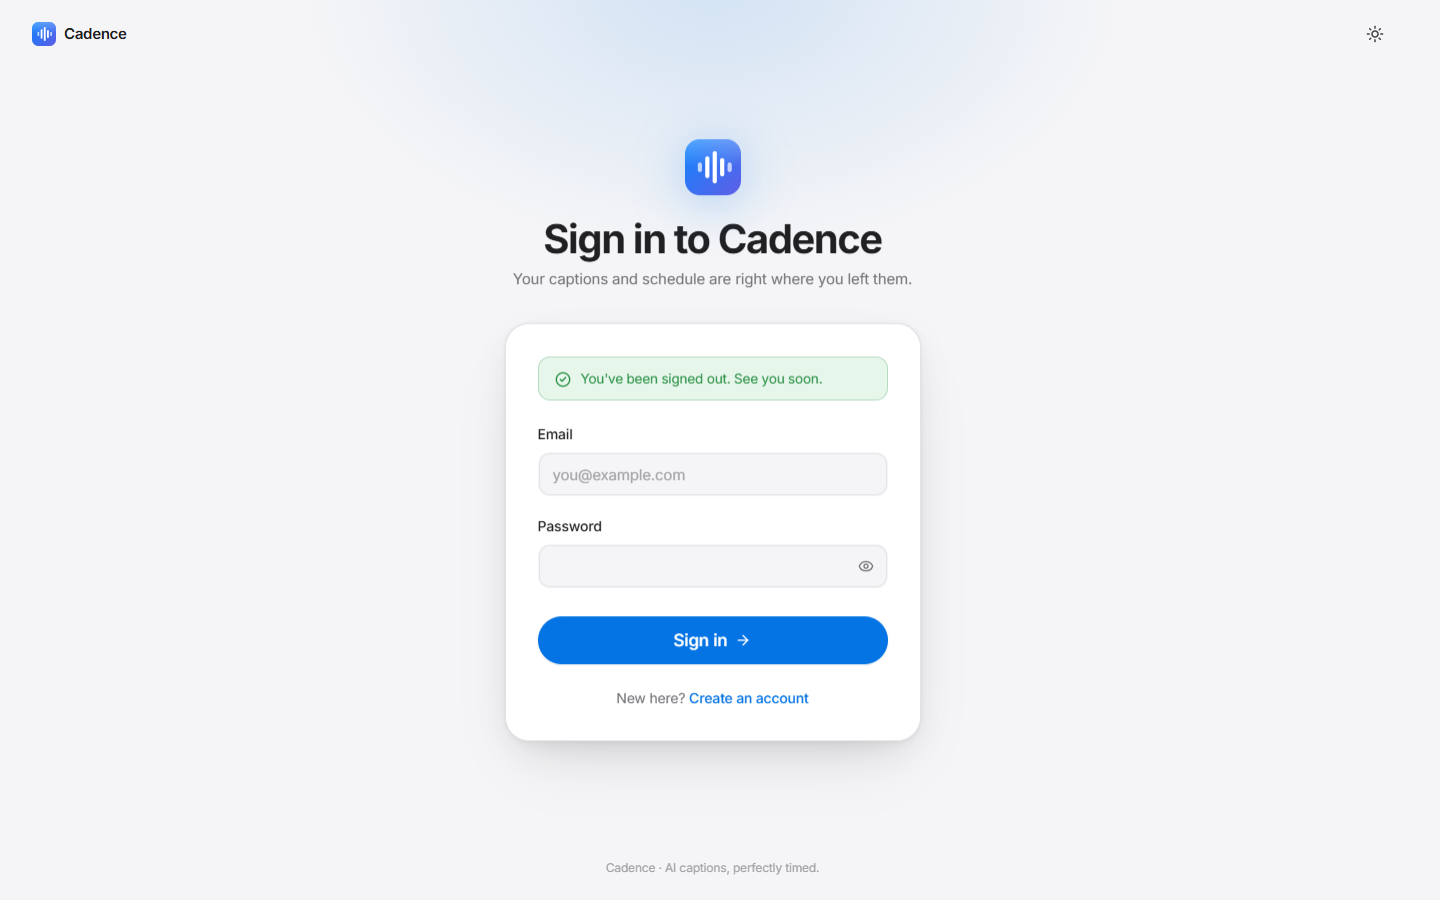 Cadence
Sign in to Cadence
Your captions and schedule are right where you left them.
You've been signed out. See you soon.
Email
you@example.com
Password
Sign in →
New here? Create an account
Cadence · AI captions, perfectly timed.